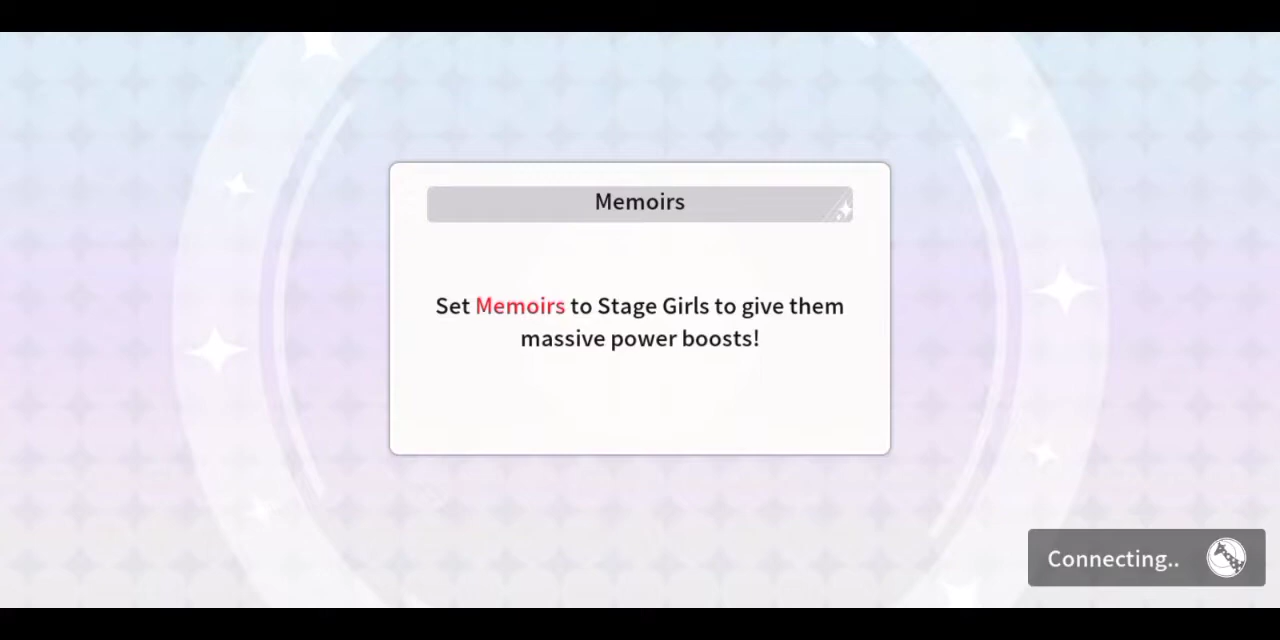 Memoirs
Set Memoirs to Stage Girls to give them
massive power boosts!
Connecting..